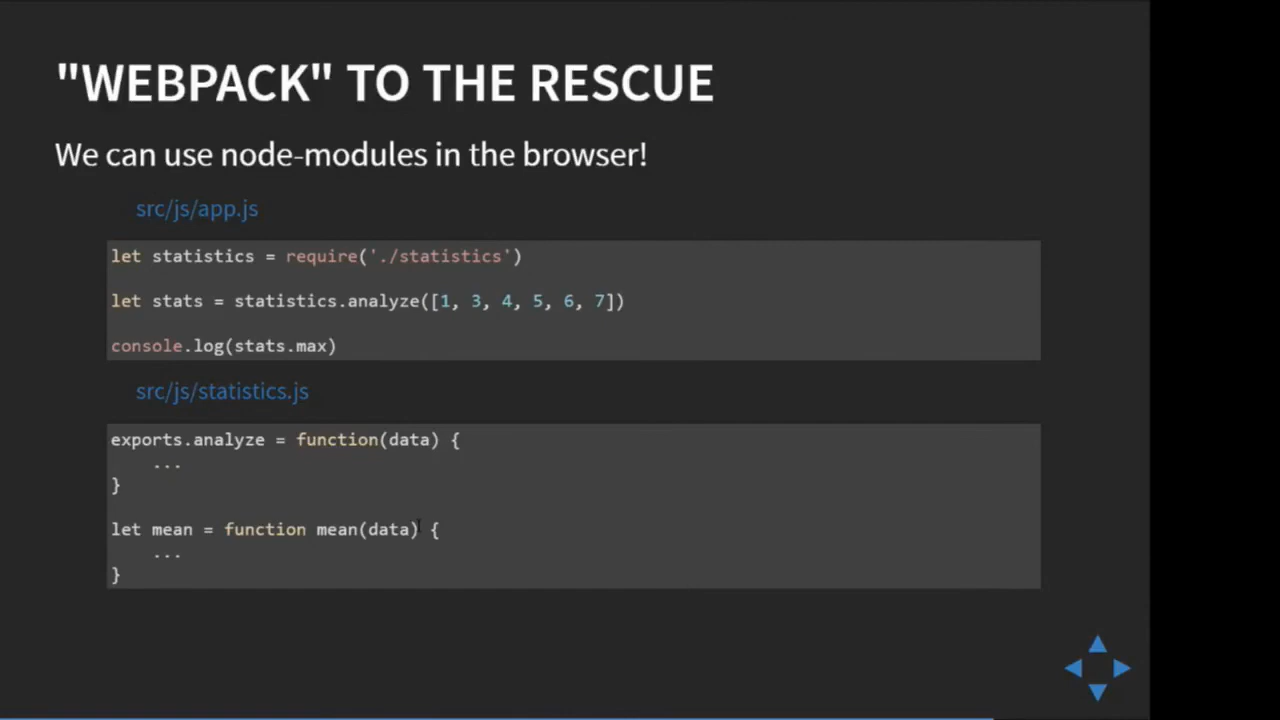 "WEBPACK" TO THE RESCUE
We can use node-modules in the browser!
src/js/app.js
let statistics = require('./statistics')
let stats = statistics.analyze([1, 3, 4, 5, 6, 7])
console.log(stats.max)
src/js/statistics.js
exports.analyze = function(data) {
...
}
let mean = function mean(data) {
...
}